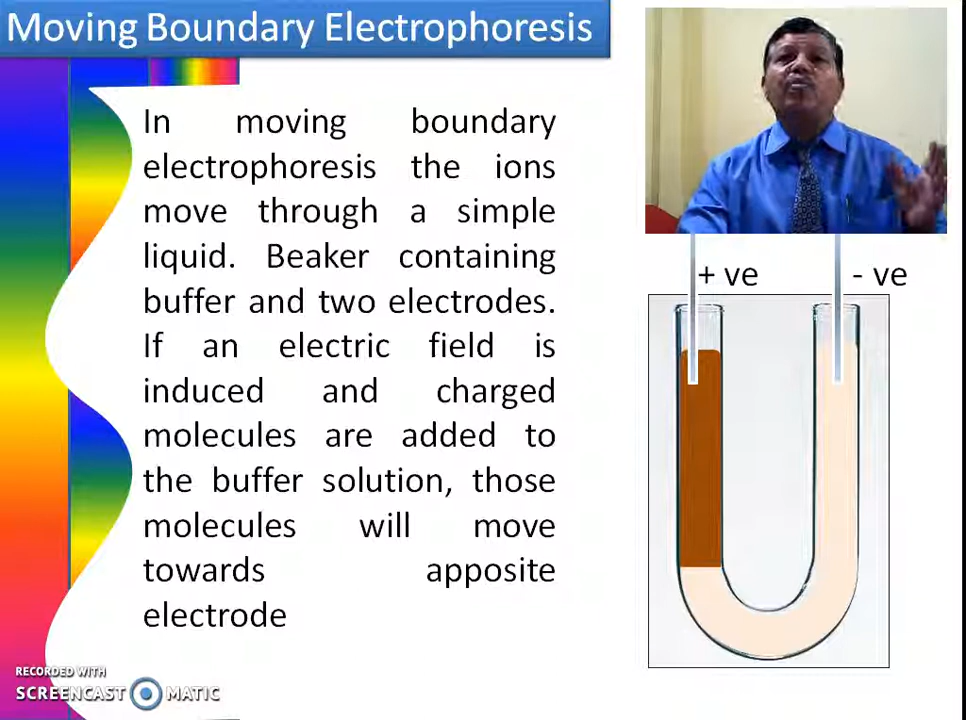 Moving Boundary Electrophoresis
In moving boundary
electrophoresis the ions
move through a simple
liquid. Beaker containing
buffer and two electrodes.
If an electric field is
induced and charged
molecules are added to
the buffer solution, those
molecules will move
towards apposite
electrode
+ ve
- ve
RECORDED WITH
SCREENCAST MATIC